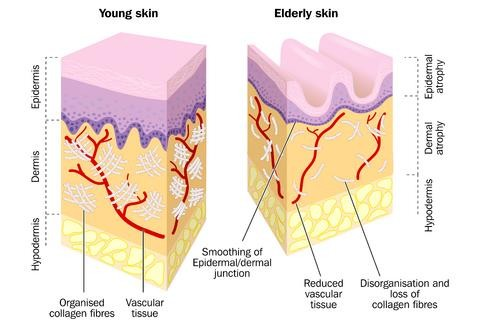 Young skin
Elderly skin
Epidermis
Dermis
Hypodermis
Epidermal
atrophy
Dermal
atrophy
Hypodermis
Smoothing of
Epidermal/dermal
junction
Organised
collagen fibres
Vascular
tissue
Reduced
vascular
tissue
Disorganisation and
loss of
collagen fibres